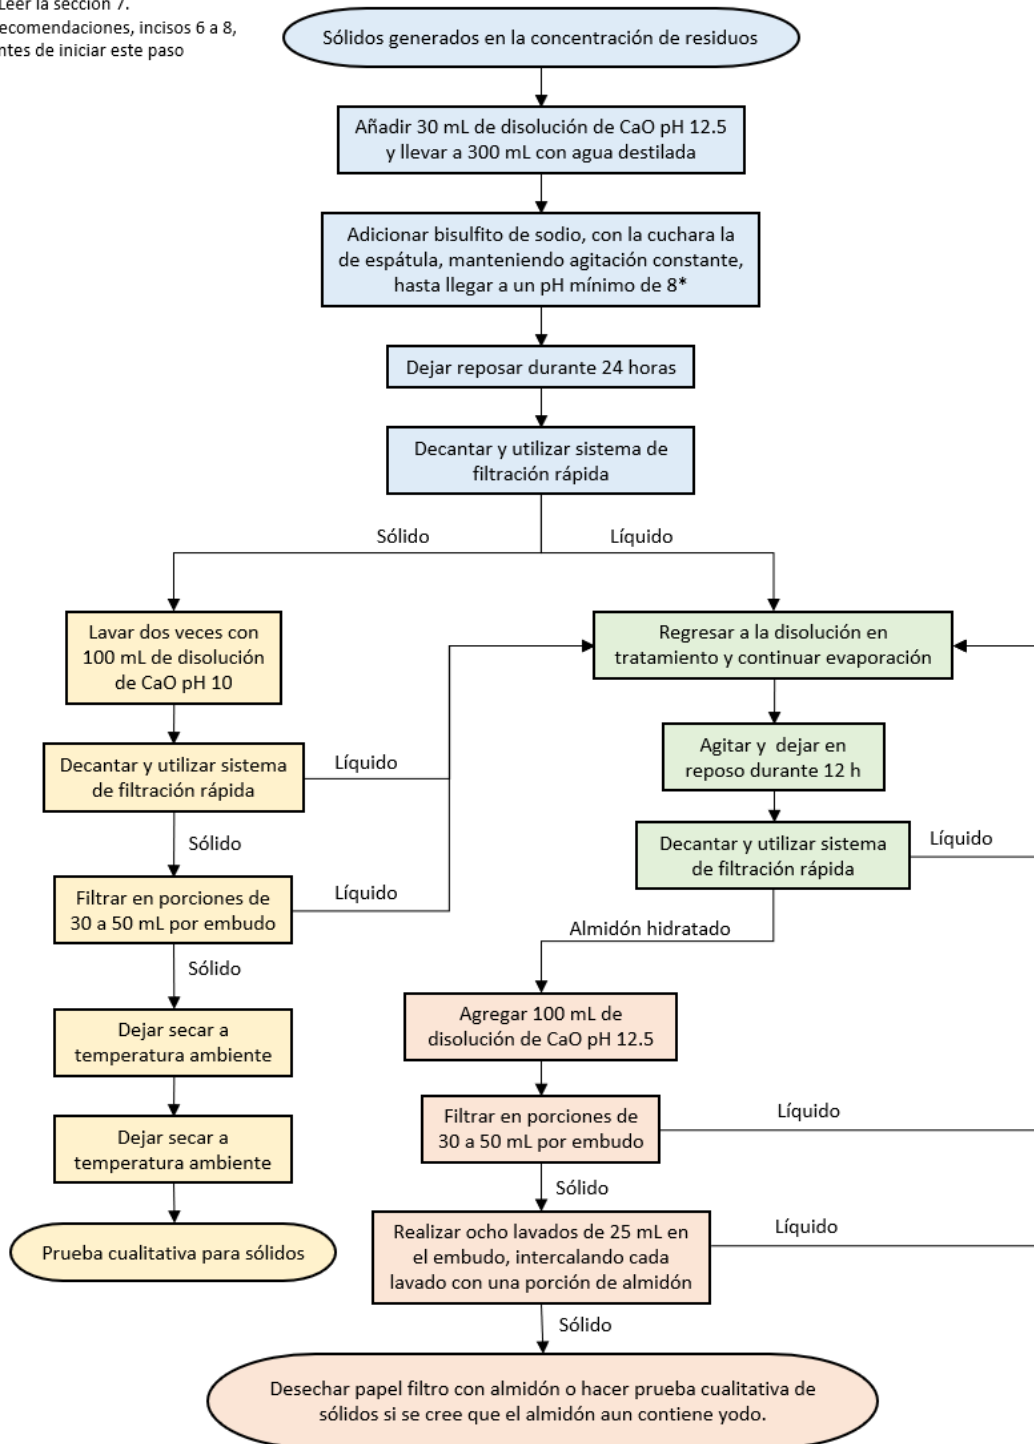 Leer la sección 7.
ecomendaciones, incisos 6 a 8,
ntes de iniciar este paso
Sólidos generados en la concentración de residuos
Añadir 30 mL de disolución de CaO pH 12.5
y llevar a 300 mL con agua destilada
Adicionar bisulfito de sodio, con la cuchara la
de espátula, manteniendo agitación constante,
hasta llegar a un pH mínimo de 8*
Dejar reposar durante 24 horas
Decantar y utilizar sistema de
filtración rápida
Sólido
Líquido
Lavar dos veces con
100 mL de disolución
de CaO pH 10
Regresar a la disolución en
tratamiento y continuar evaporación
Decantar y utilizar sistema
de filtración rápida
Líquido
Agitar y dejar en
reposo durante 12 h
Sólido
Decantar y utilizar sistema
de filtración rápida
Líquido
Filtrar en porciones de
30 a 50 mL por embudo
Líquido
Almidón hidratado
Sólido
Agregar 100 mL de
disolución de CaO pH 12.5
Dejar secar a
temperatura ambiente
Filtrar en porciones de
30 a 50 mL por embudo
Líquido
Dejar secar a
temperatura ambiente
Sólido
Realizar ocho lavados de 25 mL en
el embudo, intercalando cada
lavado con una porción de almidón
Líquido
Prueba cualitativa para sólidos
Sólido
Desechar papel filtro con almidón o hacer prueba cualitativa de
sólidos si se cree que el almidón aun contiene yodo.